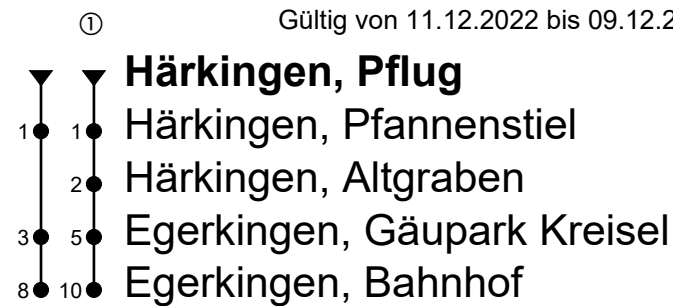 ① Gültig von 11.12.2022 bis 09.12.2
Härkingen, Pflug
1 1 Härkingen, Pfannenstiel
2 Härkingen, Altgraben
3 5 Egerkingen, Gäupark Kreisel
8 10 Egerkingen, Bahnhof